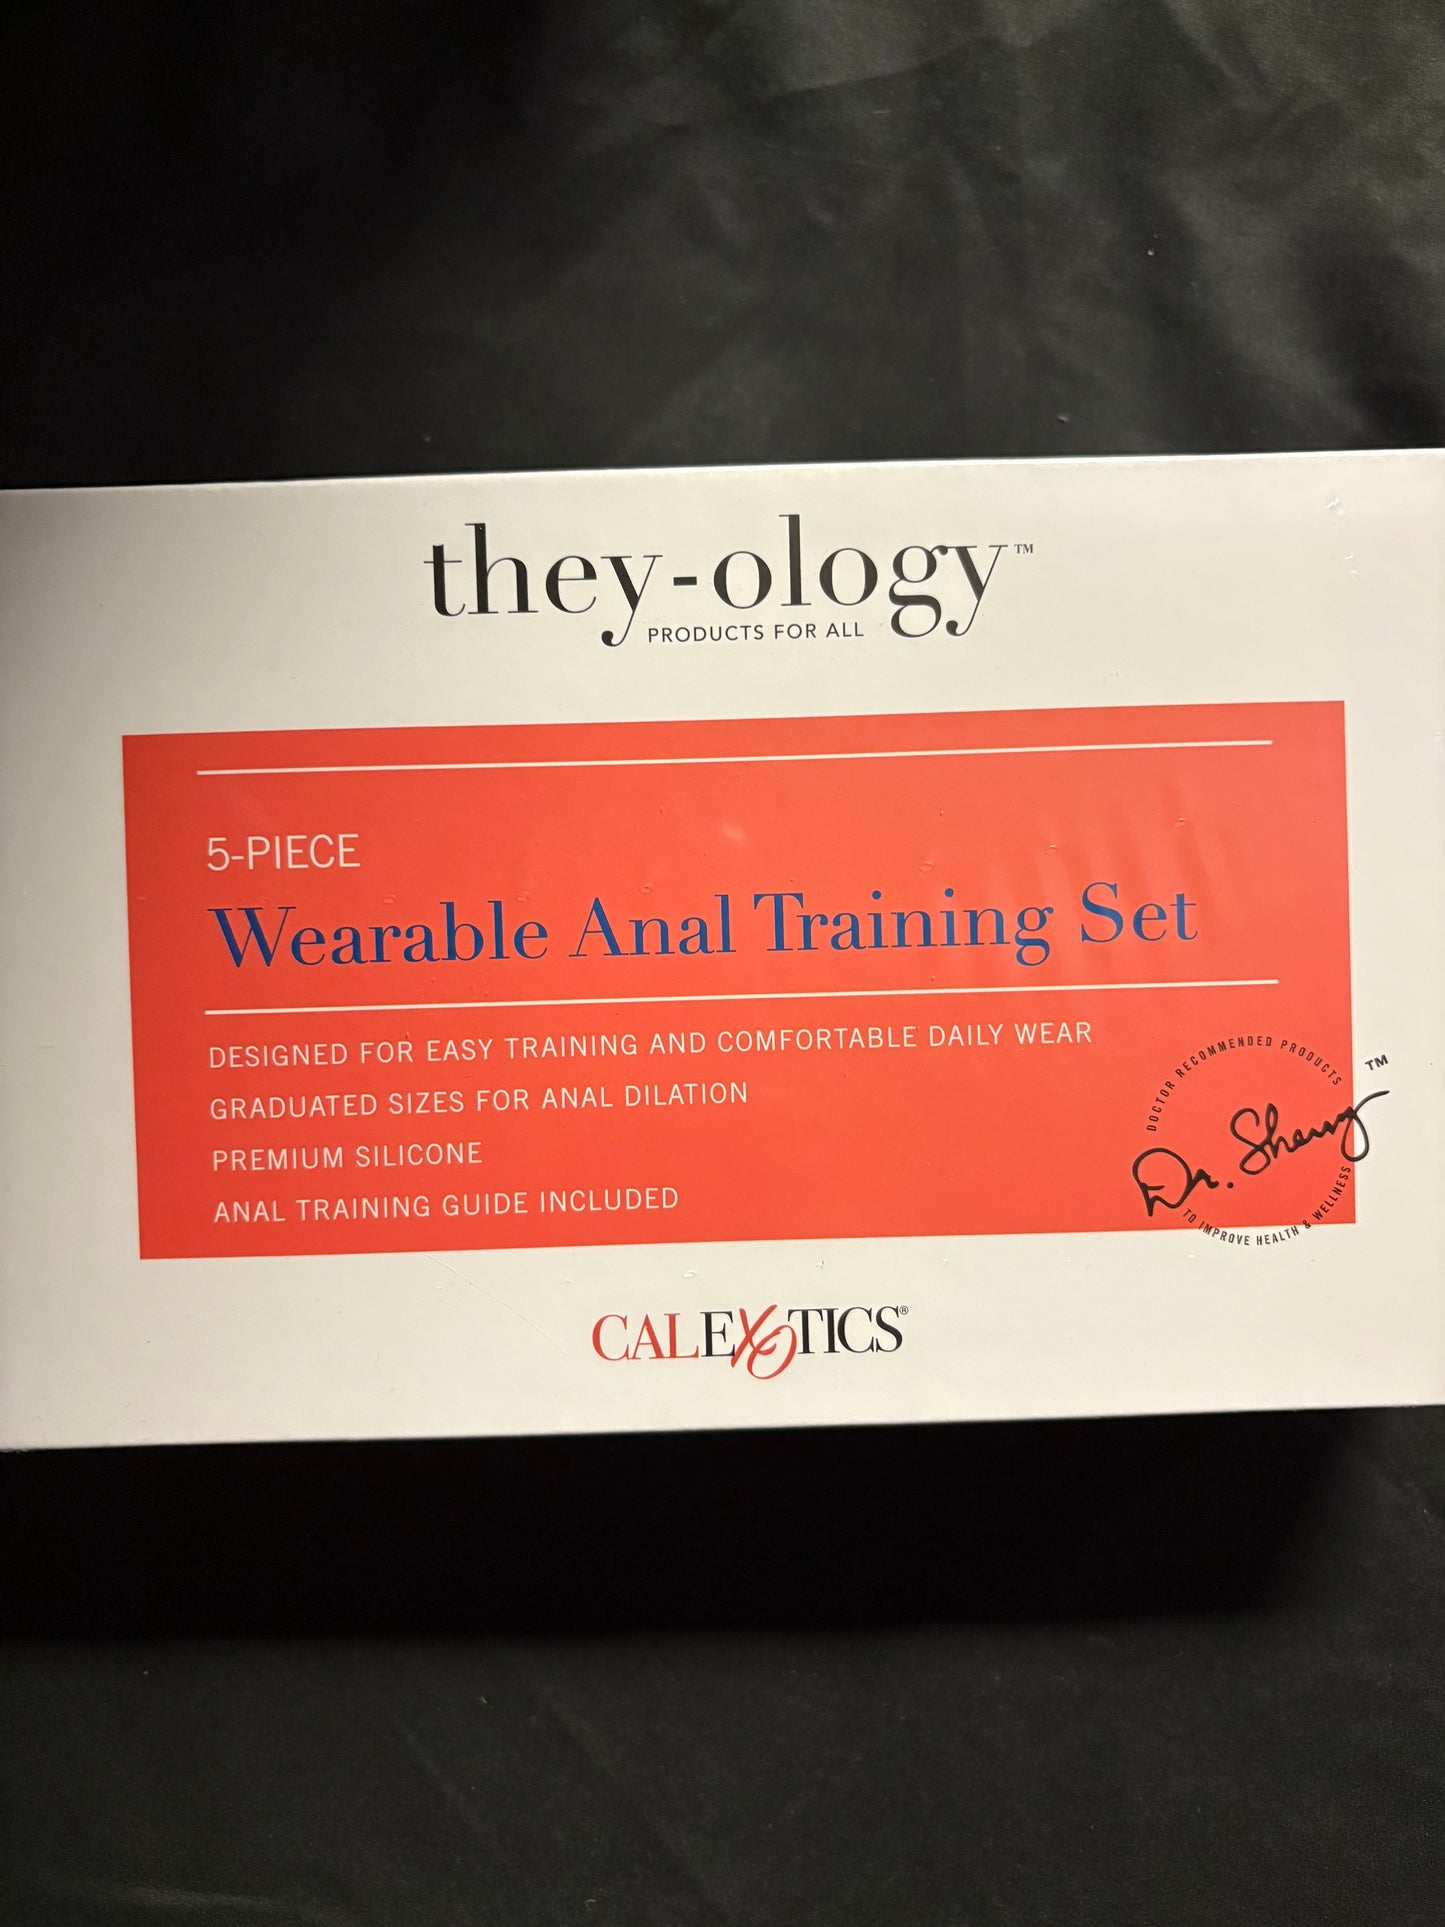 they-ology™
PRODUCTS FOR ALL
5-PIECE
Wearable Anal Training Set
DESIGNED FOR EASY TRAINING AND COMFORTABLE DAILY WEAR
GRADUATED SIZES FOR ANAL DILATION
PREMIUM SILICONE
ANAL TRAINING GUIDE INCLUDED
DOCTOR RECOMMENDED PRODUCTS
Dr. Sherry™
TO IMPROVE HEALTH & WELLNESS
CALEXOTICS®